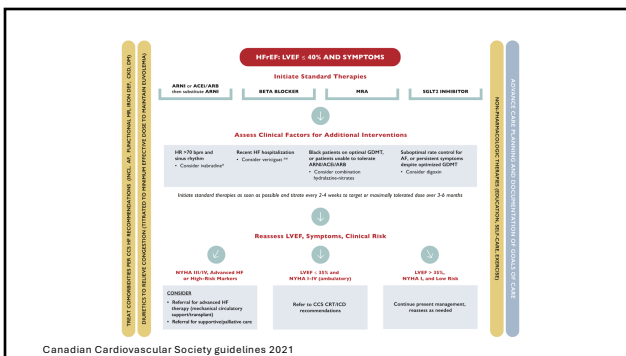 TREAT COMORBIDITIES PER CCS HF RECOMMENDATIONS (INCL. AF, FUNCTIONAL MR, IRON DEF, CKD, DM)
DIURETICS TO RELIEVE CONGESTION (TITRATED TO MINIMUM EFFECTIVE DOSE TO MAINTAIN EUVOLEMIA)
HFrEF: LVEF ≤ 40% AND SYMPTOMS
Initiate Standard Therapies
ARNI or ACEI/ARB
then substitute ARNI
BETA BLOCKER
MRA
SGLT2 INHIBITOR
Assess Clinical Factors for Additional Interventions
HR >70 bpm and
sinus rhythm
• Consider ivabradine*
Recent HF hospitalization
• Consider vericiguat **
Black patients on optimal GDMT,
or patients unable to tolerate
ARNI/ACEI/ARB
• Consider combination
hydralazine-nitrates
Suboptimal rate control for
AF, or persistent symptoms
despite optimized GDMT
• Consider digoxin
Initiate standard therapies as soon as possible and titrate every 2-4 weeks to target or maximally tolerated dose over 3-6 months
Reassess LVEF, Symptoms, Clinical Risk
NYHA III/IV, Advanced HF
or High-Risk Markers
CONSIDER
• Referral for advanced HF
therapy (mechanical circulatory
support/transplant)
• Referral for supportive/palliative care
LVEF ≤ 35% and
NYHA I-IV (ambulatory)
Refer to CCS CRT/ICD
recommendations
LVEF > 35%,
NYHA I, and Low Risk
Continue present management,
reassess as needed
NON-PHARMACOLOGIC THERAPIES (EDUCATION, SELF-CARE, EXERCISE)
ADVANCE CARE PLANNING AND DOCUMENTATION OF GOALS OF CARE
Canadian Cardiovascular Society guidelines 2021